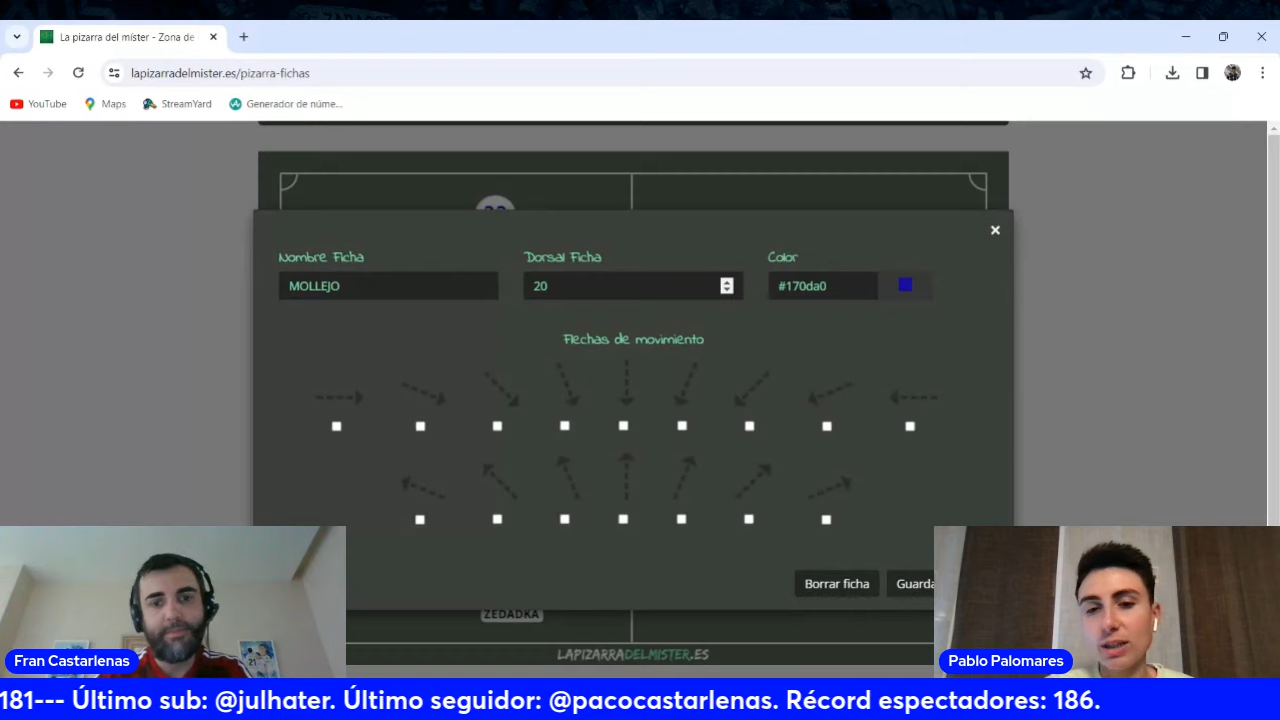 La pizarra del míster - Zona de
lapizarradelmister.es/pizarra-fichas
YouTube
Maps
StreamYard
Generador de núme...
Nombre Ficha
Dorsal Ficha
Color
MOLLEJO
20
#170da0
Flechas de movimiento
Borrar ficha
Guarda
ZEDADKA
LAPIZARRADELMISTER.ES
Fran Castarlenas
Pablo Palomares
181--- Último sub: @julhater. Último seguidor: @pacocastarlenas. Récord espectadores: 186.